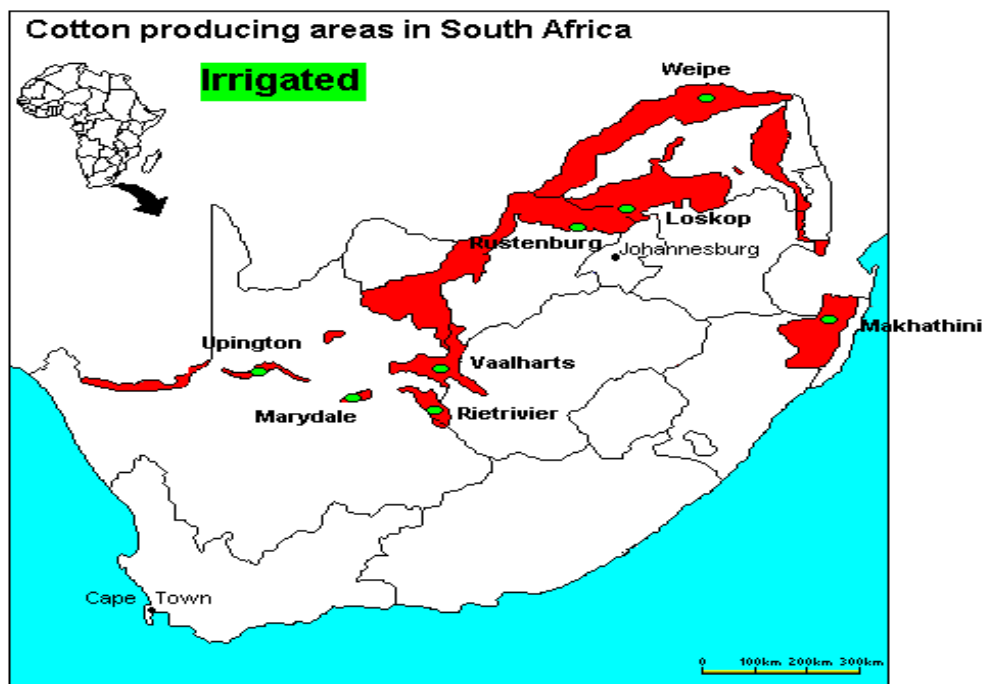 Cotton producing areas in South Africa
Irrigated
Weipe
Loskop
Rustenburg
Johannesburg
Makhathini
Upington
Vaalharts
Marydale
Rietrivier
Cape Town
0 100km 200km 300km